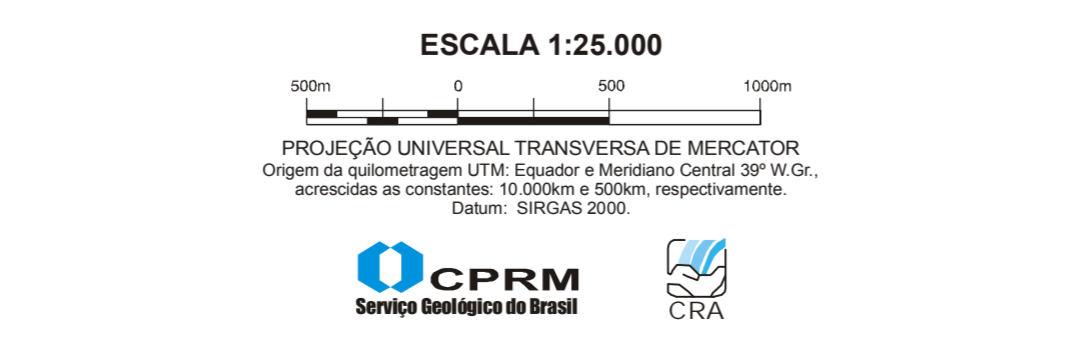 ESCALA 1:25.000
500m 0 500 1000m
PROJEÇÃO UNIVERSAL TRANSVERSA DE MERCATOR
Origem da quilometragem UTM: Equador e Meridiano Central 39º W.Gr.,
acrescidas as constantes: 10.000km e 500km, respectivamente.
Datum: SIRGAS 2000.
CPRM
Serviço Geológico do Brasil
CRA